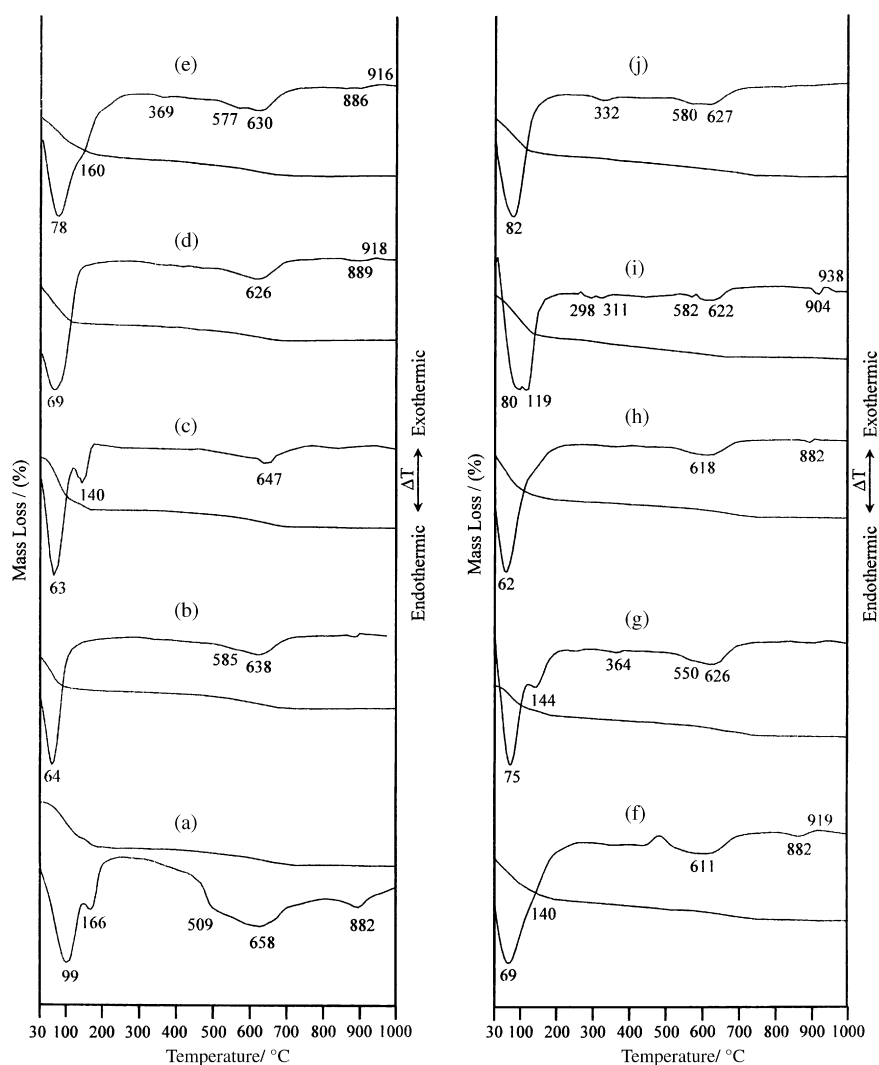 (e)
916
369
577
630
886
160
78
(d)
918
626
889
69
(c)
140
647
63
(b)
585
638
64
(a)
166
509
658
882
99
Mass Loss / (%)
Endothermic
ΔT
Exothermic
30 100 200 300 400 500 600 700 800 900 1000
Temperature/ °C
(j)
332
580
627
82
(i)
938
298
311
582
622
904
80
119
(h)
618
882
62
(g)
364
550
626
144
75
(f)
919
611
882
140
69
Mass Loss / (%)
Endothermic
ΔT
Exothermic
30 100 200 300 400 500 600 700 800 900 1000
Temperature/ °C